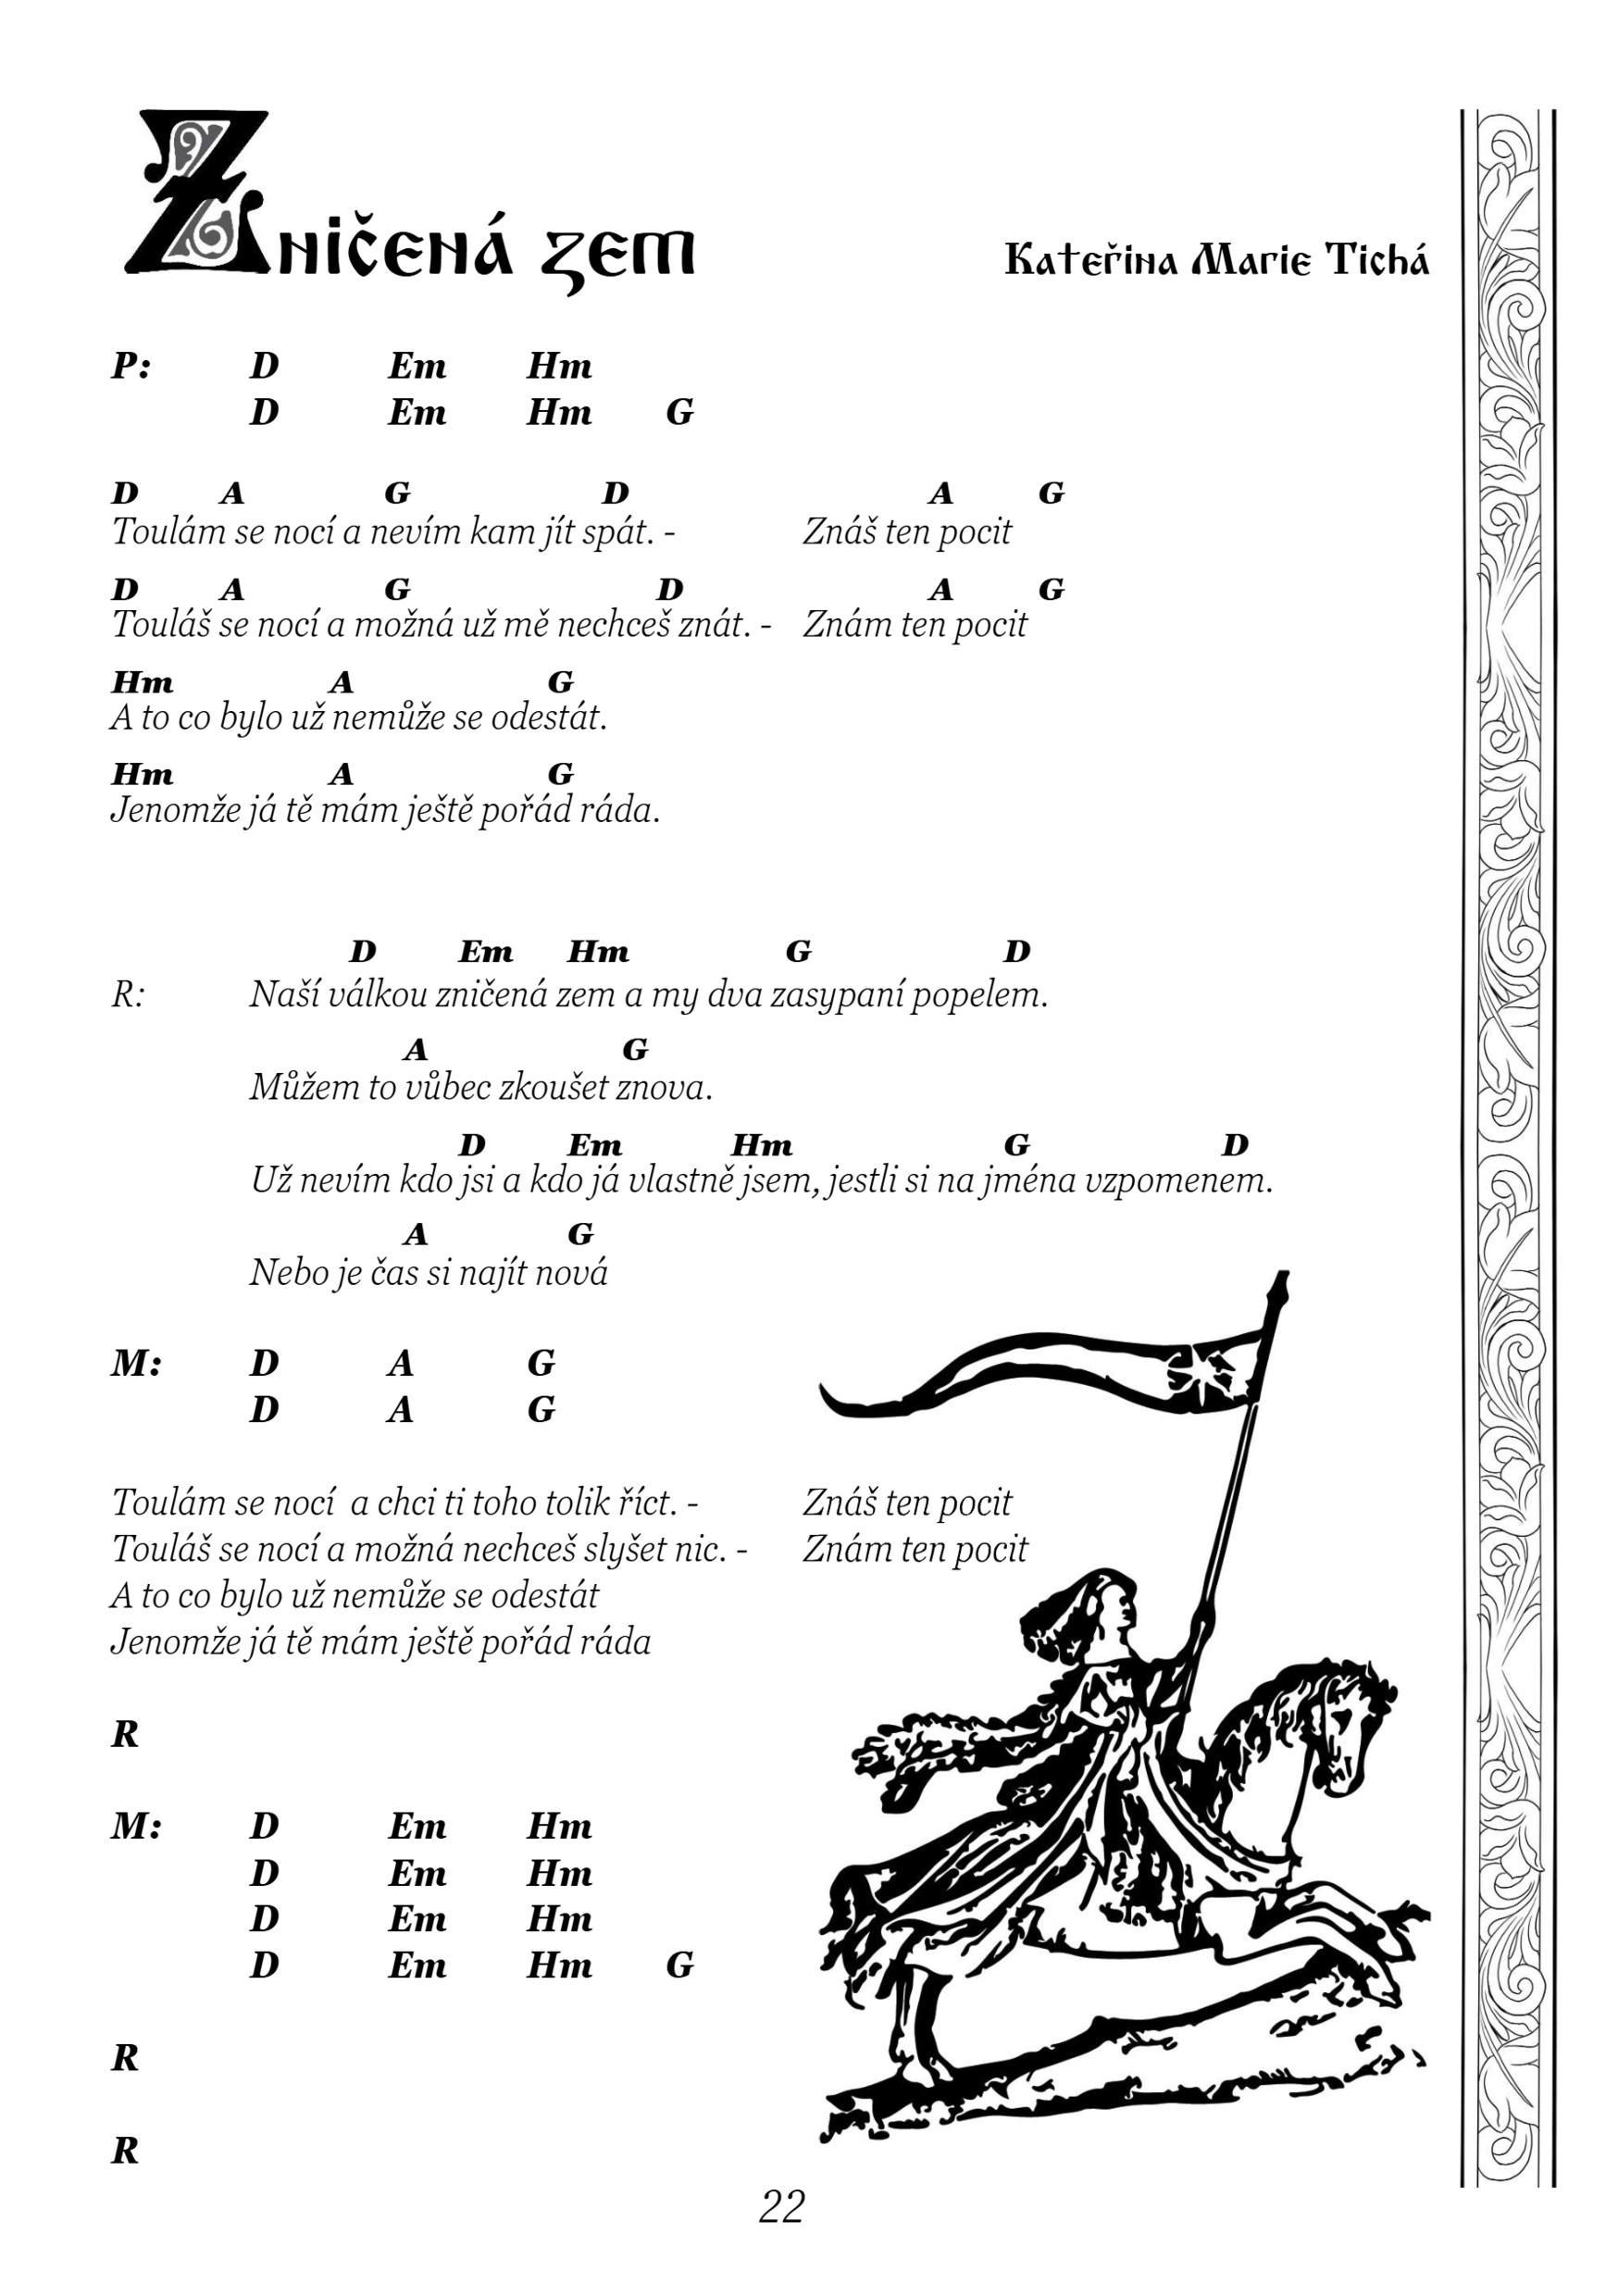 Zničená zem
Kateřina Marie Tichá
P: D Em Hm
D Em Hm G
D A G D A G
Toulám se nocí a nevím kam jít spát. - Znáš ten pocit
D A G D A G
Touláš se nocí a možná už mě nechceš znát. - Znám ten pocit
Hm A G
A to co bylo už nemůže se odestát.
Hm A G
Jenomže já tě mám ještě pořád ráda.
D Em Hm G D
R: Naší válkou zničená zem a my dva zasypaní popelem.
A G
Můžem to vůbec zkoušet znova.
D Em Hm G D
Už nevím kdo jsi a kdo já vlastně jsem, jestli si na jména vzpomenem.
A G
Nebo je čas si najít nová
M: D A G
D A G
Toulám se nocí  a chci ti toho tolik říct. - Znáš ten pocit
Touláš se nocí a možná nechceš slyšet nic. - Znám ten pocit
A to co bylo už nemůže se odestát
Jenomže já tě mám ještě pořád ráda
R
M: D Em Hm
D Em Hm
D Em Hm
D Em Hm G
R
R
22